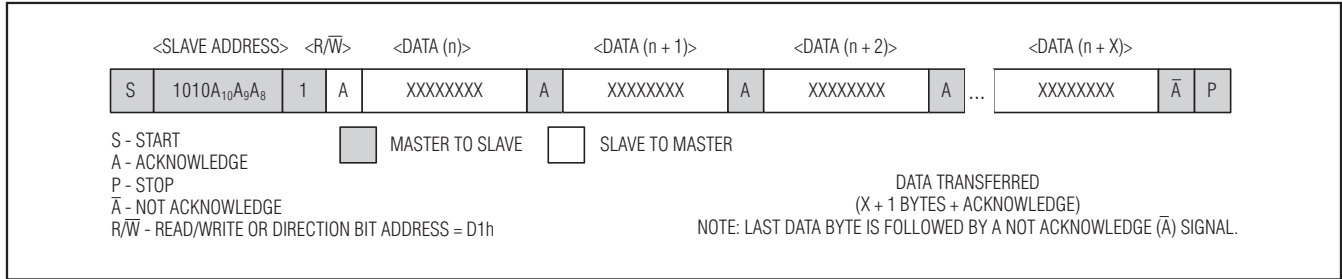 <SLAVE ADDRESS> <R/W̅> <DATA (n)> <DATA (n + 1)> <DATA (n + 2)> <DATA (n + X)>
S 1010A₁₀A₉A₈ 1 A XXXXXXXX A XXXXXXXX A XXXXXXXX A ... XXXXXXXX A̅ P
S - START
A - ACKNOWLEDGE
P - STOP
A̅ - NOT ACKNOWLEDGE
R/W̅ - READ/WRITE OR DIRECTION BIT ADDRESS = D1h
MASTER TO SLAVE SLAVE TO MASTER
DATA TRANSFERRED
(X + 1 BYTES + ACKNOWLEDGE)
NOTE: LAST DATA BYTE IS FOLLOWED BY A NOT ACKNOWLEDGE (A̅) SIGNAL.